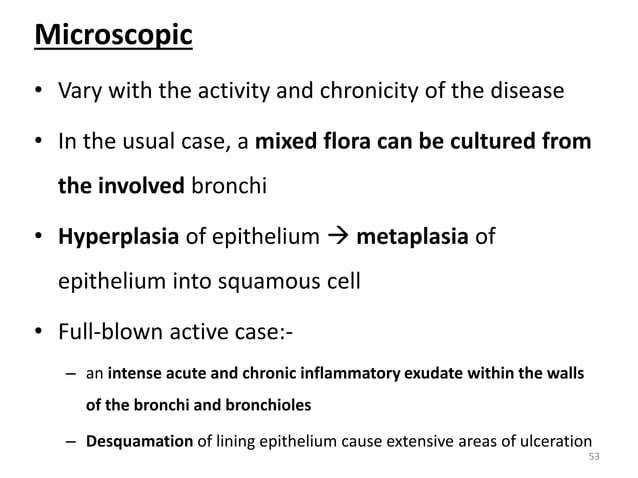 Microscopic
• Vary with the activity and chronicity of the disease
• In the usual case, a mixed flora can be cultured from
the involved bronchi
• Hyperplasia of epithelium → metaplasia of
epithelium into squamous cell
• Full-blown active case:-
– an intense acute and chronic inflammatory exudate within the walls
of the bronchi and bronchioles
– Desquamation of lining epithelium cause extensive areas of ulceration
53